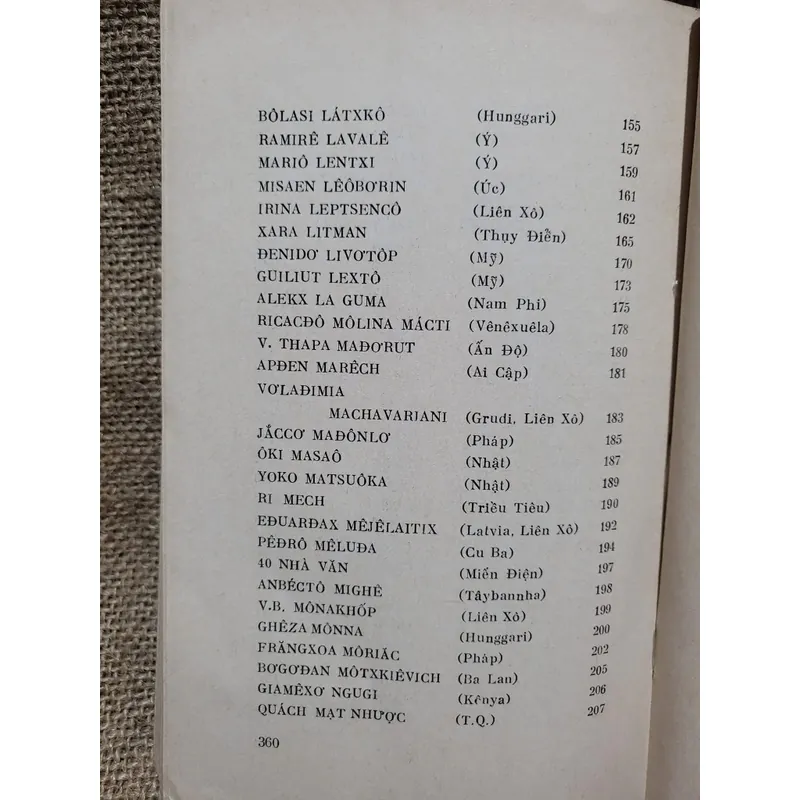 BÔLASI LÁTXKÔ (Hunggari) 155
RAMIRÊ LAVALÊ (Ý) 157
MARIÔ LENTXI (Ý) 159
MISAEN LÊÔBƠRIN (Úc) 161
IRINA LEPTSENCÔ (Liên Xô) 162
XARA LITMAN (Thụy Điển) 165
ĐENIDƠ LIVƠTÔP (Mỹ) 170
GUILIUT LEXTÔ (Mỹ) 173
ALEKX LA GUMA (Nam Phi) 175
RICACĐÔ MÔLINA MÁCTI (Vênêxuêla) 178
V. THAPA MAĐƠRUT (Ấn Độ) 180
APĐEN MARÊCH (Ai Cập) 181
VƠLAĐIMIA
MACHAVARIANI (Grudi, Liên Xô) 183
JẮCCƠ MAĐÔNLƠ (Pháp) 185
ÔKI MASAÔ (Nhật) 187
YOKO MATSUÔKA (Nhật) 189
RI MECH (Triều Tiêu) 190
EĐUARĐAX MÊJÊLAITIX (Latvia, Liên Xô) 192
PÊĐRÔ MÊLUĐA (Cu Ba) 194
40 NHÀ VĂN (Miến Điện) 197
ANBÉCTÔ MIGHÊ (Tâybannha) 198
V.B. MÔNAKHỐP (Liên Xô) 199
GHÊZA MÔNNA (Hunggari) 200
FRĂNGXOA MÔRIĂC (Pháp) 202
BƠGƠĐAN MÔTXKIÊVICH (Ba Lan) 205
GIAMÊXƠ NGUGI (Kênya) 206
QUÁCH MẠT NHƯỢC (T.Q.) 207
360